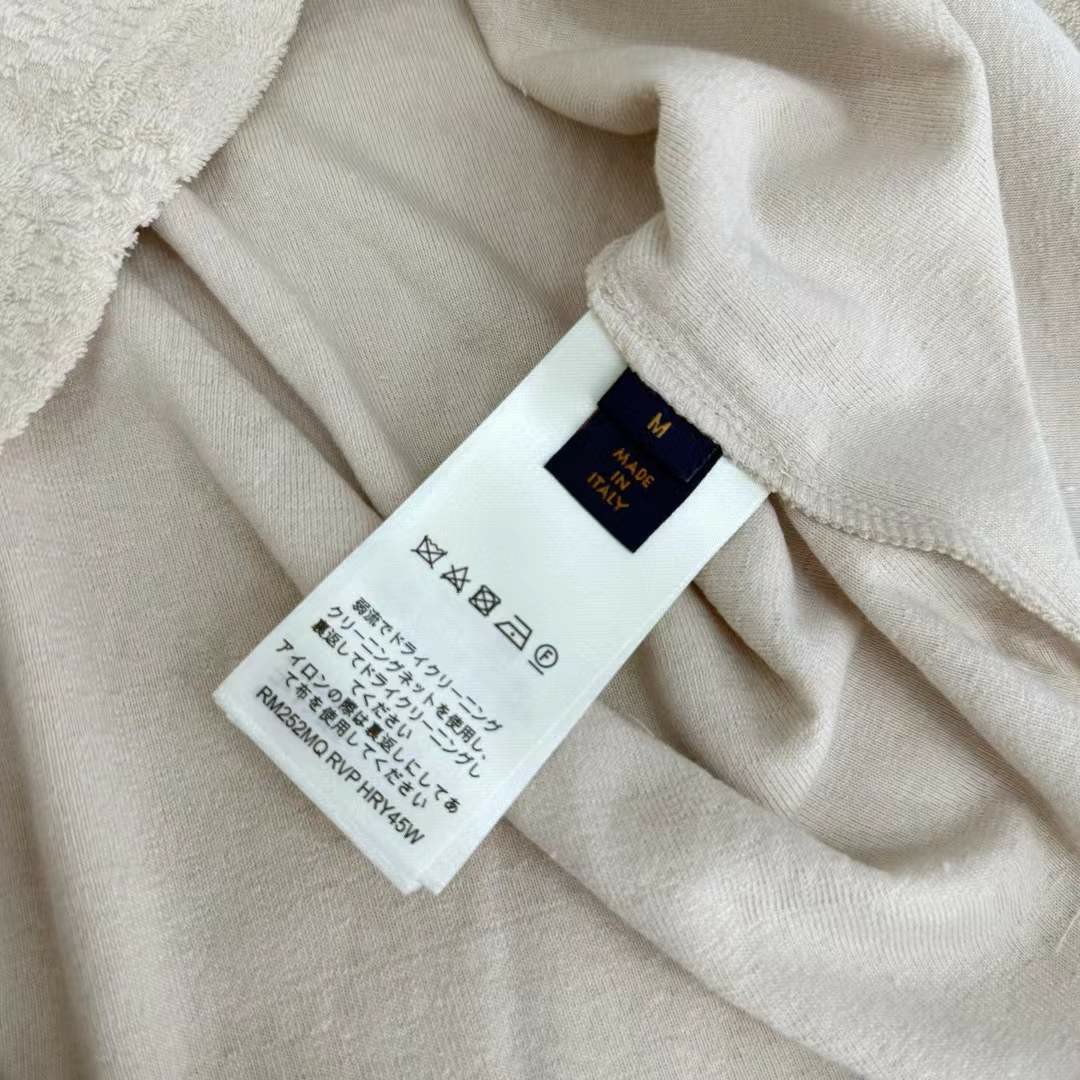 M
MADE
IN
ITALY
F
弱流でドライクリーニング
クリーニングネットを使用し、
裏返してドライクリーニングし
てください
アイロンの際は裏返しにしてあ
て布を使用してください
RM252MQ RVP HRY45W